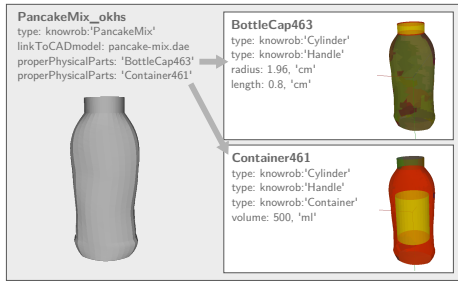 PancakeMix_okhs
type: knowrob:'PancakeMix'
linkToCADmodel: pancake-mix.dae
properPhysicalParts: 'BottleCap463'
properPhysicalParts: 'Container461'
BottleCap463
type: knowrob:'Cylinder'
type: knowrob:'Handle'
radius: 1.96, 'cm'
length: 0.8, 'cm'
Container461
type: knowrob:'Cylinder'
type: knowrob:'Handle'
type: knowrob:'Container'
volume: 500, 'ml'